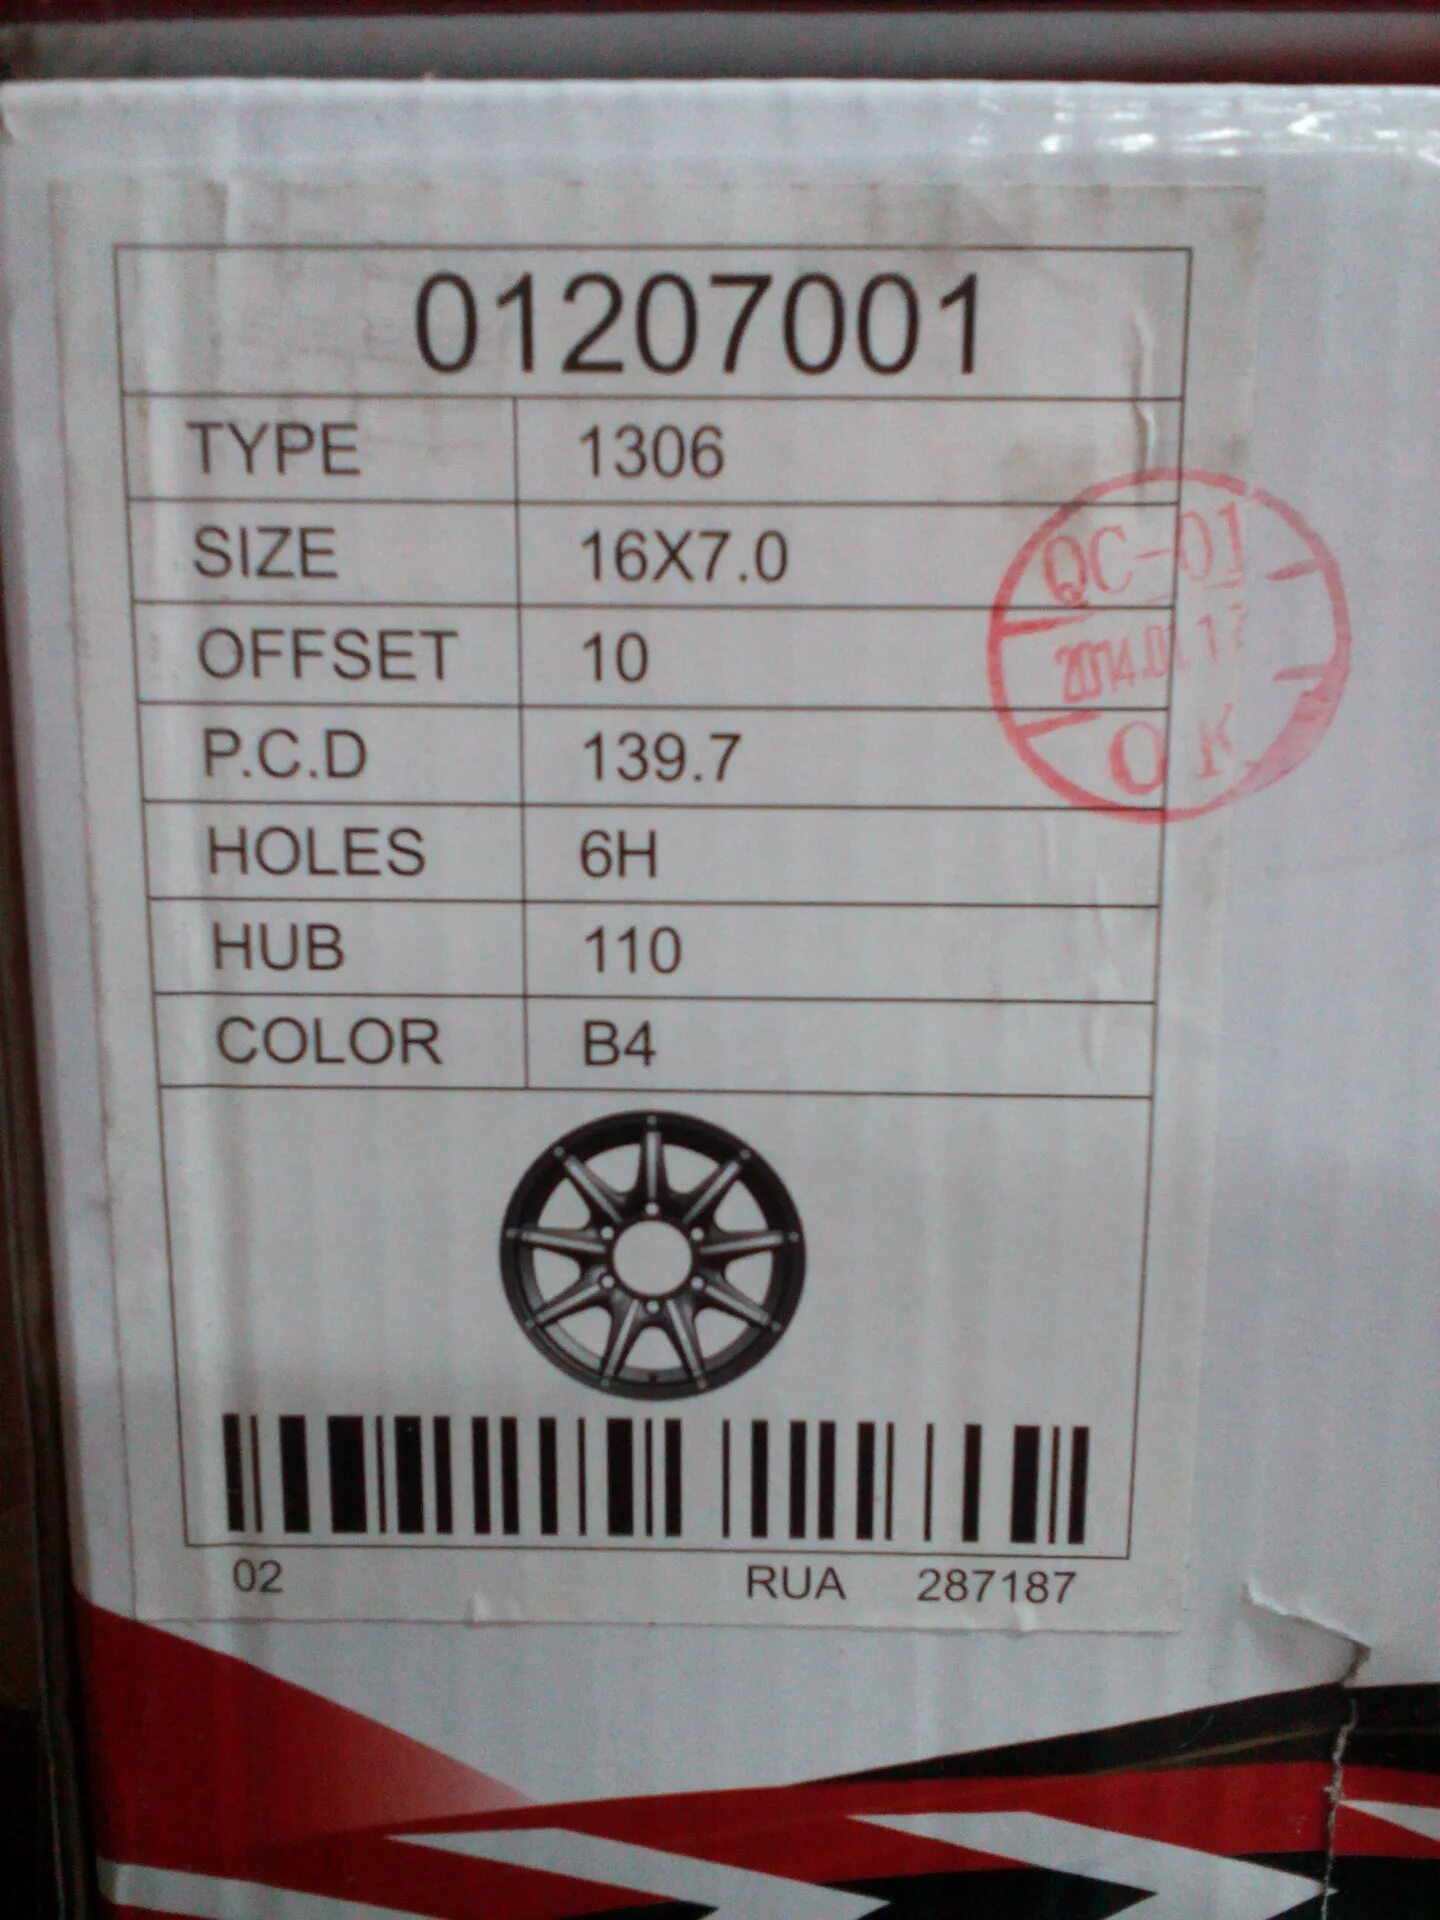 01207001
TYPE 1306
SIZE 16X7.0
OFFSET 10
P.C.D 139.7
HOLES 6H
HUB 110
COLOR B4
QC-01
OK
02 RUA 287187